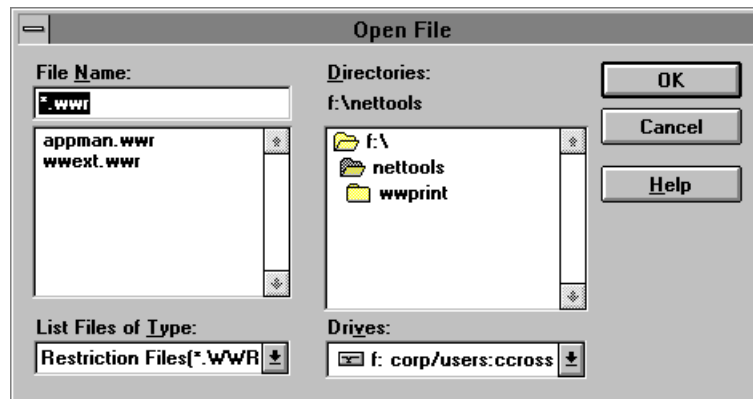 Open File
File Name:
*.wwr
appman.wwr
wwext.wwr
List Files of Type:
Restriction Files(*.WWR
Directories:
f:\nettools
f:\
nettools
wwprint
Drives:
f: corp/users:ccross
OK
Cancel
Help